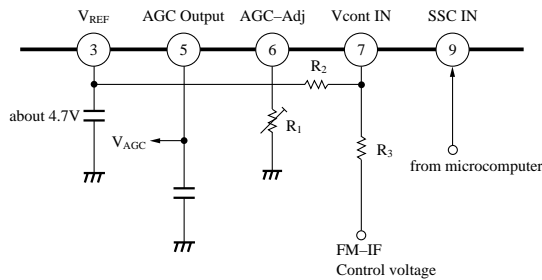 V_REF AGC Output AGC–Adj Vcont IN SSC IN
3 5 6 7 9
R2
about 4.7V
R1
V_AGC
R3
from microcomputer
FM–IF
Control voltage